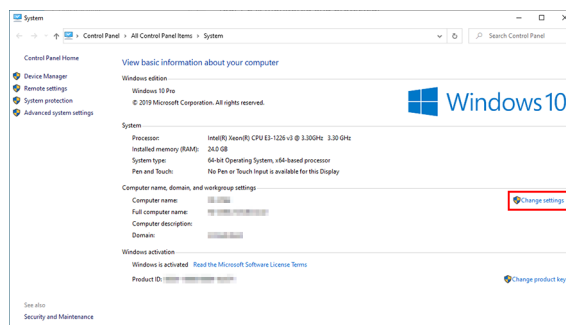 System
Control Panel > All Control Panel Items > System
Search Control Panel
Control Panel Home
Device Manager
Remote settings
System protection
Advanced system settings
View basic information about your computer
Windows edition
Windows 10 Pro
© 2019 Microsoft Corporation. All rights reserved.
Windows 10
System
Processor: Intel(R) Xeon(R) CPU E3-1226 v3 @ 3.30GHz 3.30 GHz
Installed memory (RAM): 24.0 GB
System type: 64-bit Operating System, x64-based processor
Pen and Touch: No Pen or Touch Input is available for this Display
Computer name, domain, and workgroup settings
Computer name:
Change settings
Full computer name:
Computer description:
Domain:
Windows activation
Windows is activated Read the Microsoft Software License Terms
Product ID:
Change product key
See also
Security and Maintenance